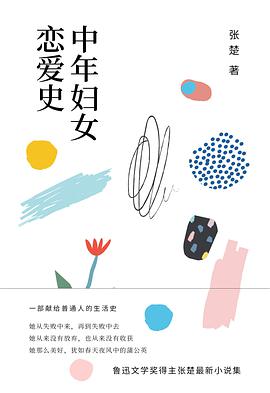 中年妇女
恋爱史
张楚 著
一部献给普通人的生活史
她从失败中来，再到失败中去
她从来没有放弃，也从来没有收获
她那么美好，犹如春天夜风中的蒲公英
鲁迅文学奖得主张楚最新小说集